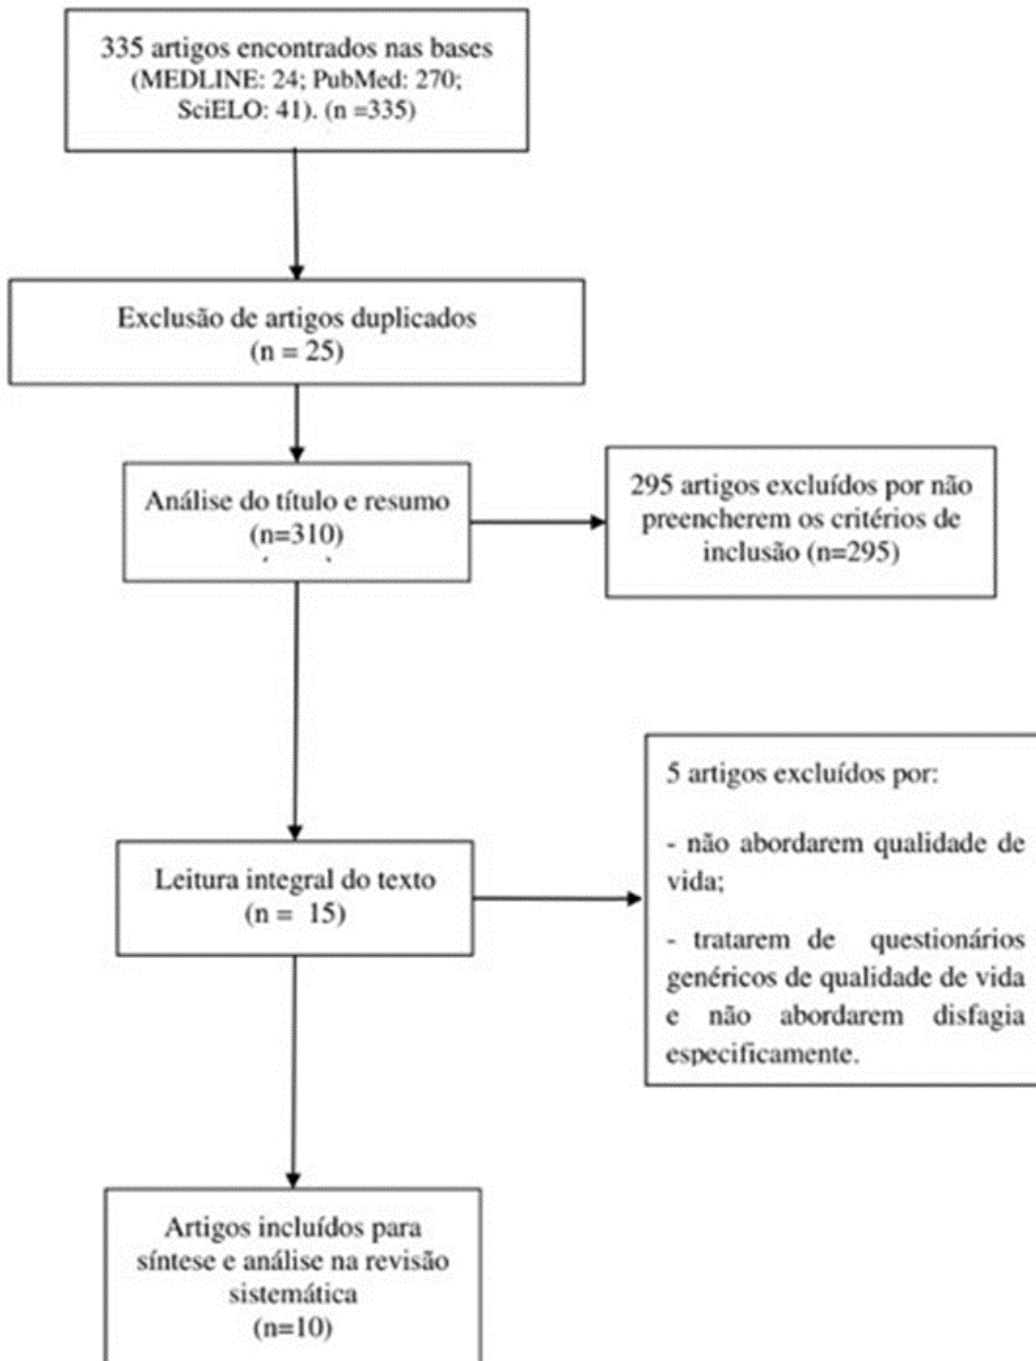 335 artigos encontrados nas bases
(MEDLINE: 24; PubMed: 270;
SciELO: 41). (n =335)
Exclusão de artigos duplicados
(n = 25)
Análise do título e resumo
(n=310)
295 artigos excluídos por não
preencherem os critérios de
inclusão (n=295)
5 artigos excluídos por:
- não abordarem qualidade de
vida;
- tratarem de questionários
genéricos de qualidade de vida
e não abordarem disfagia
especificamente.
Leitura integral do texto
(n = 15)
Artigos incluídos para
síntese e análise na revisão
sistemática
(n=10)